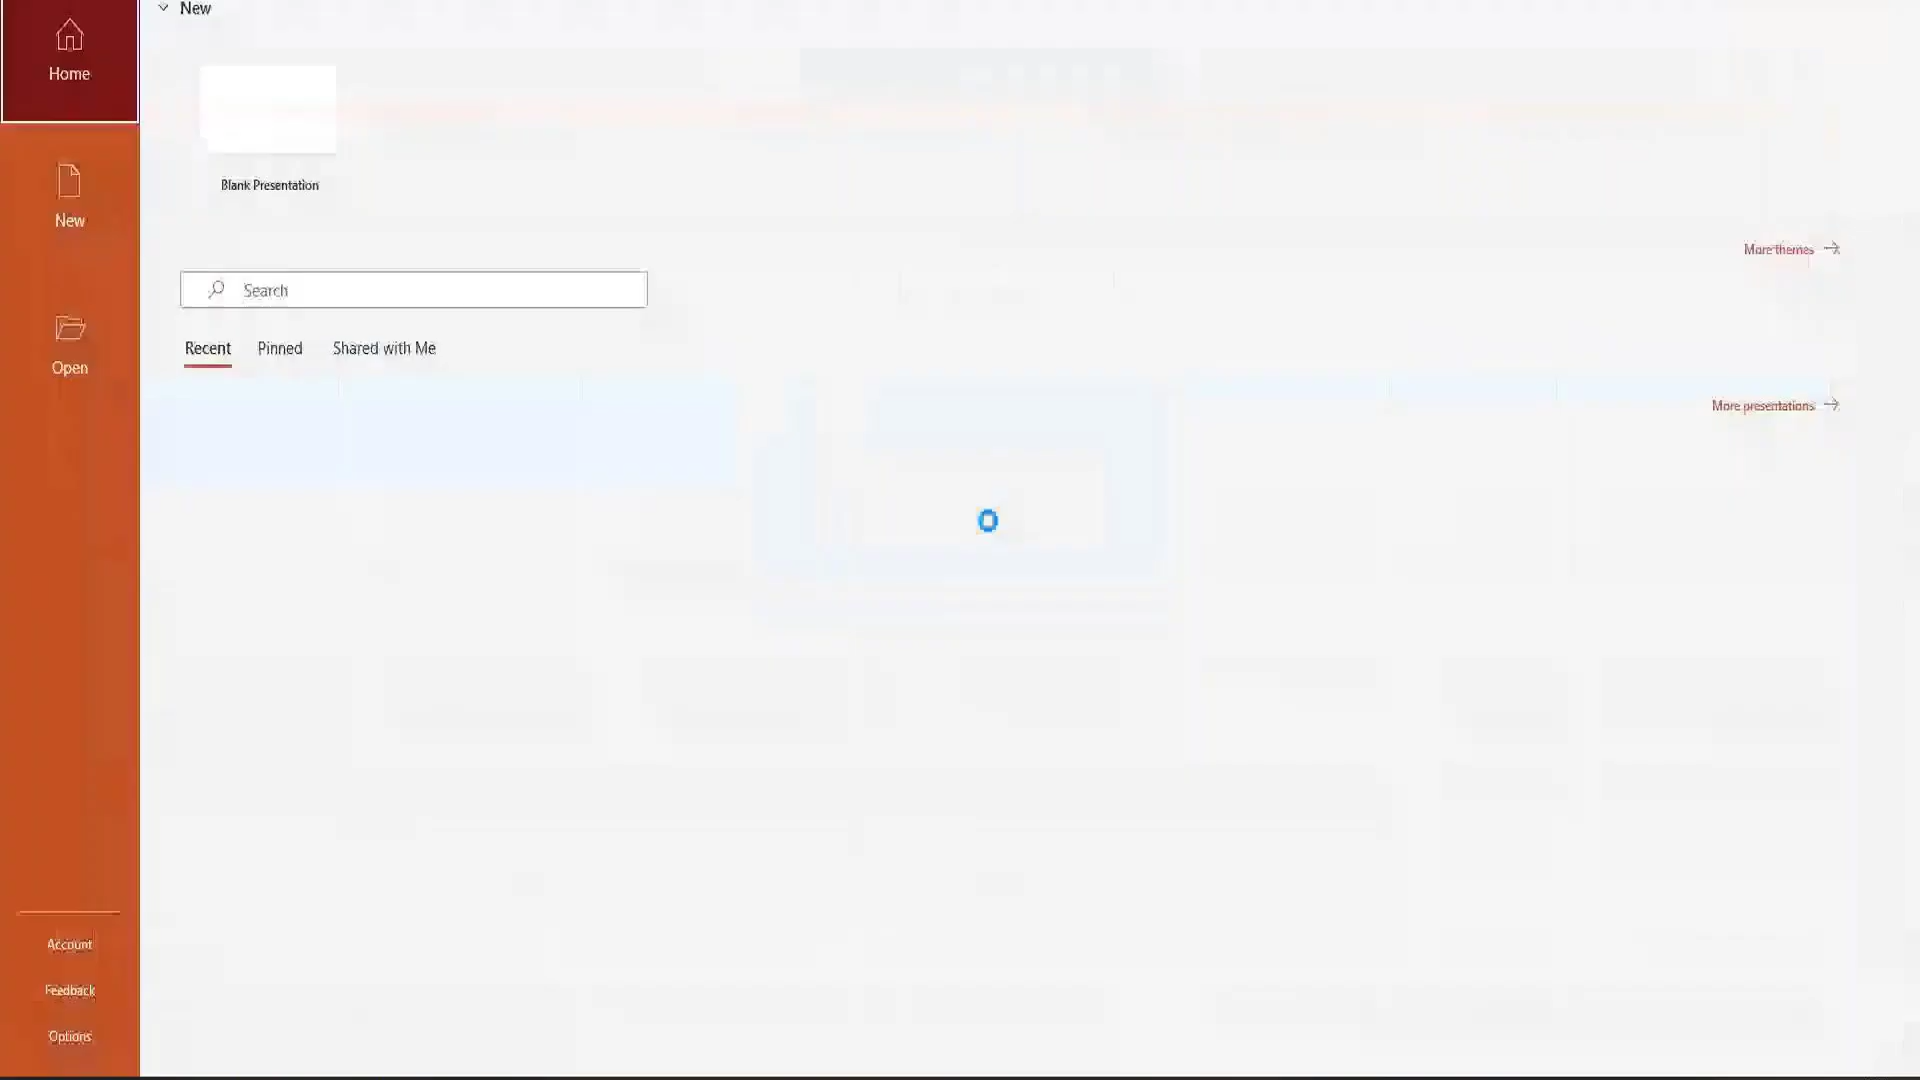 Home
New
Open
Account
Feedback
Options
New
Blank Presentation
More themes
Search
Recent Pinned Shared with Me
More presentations